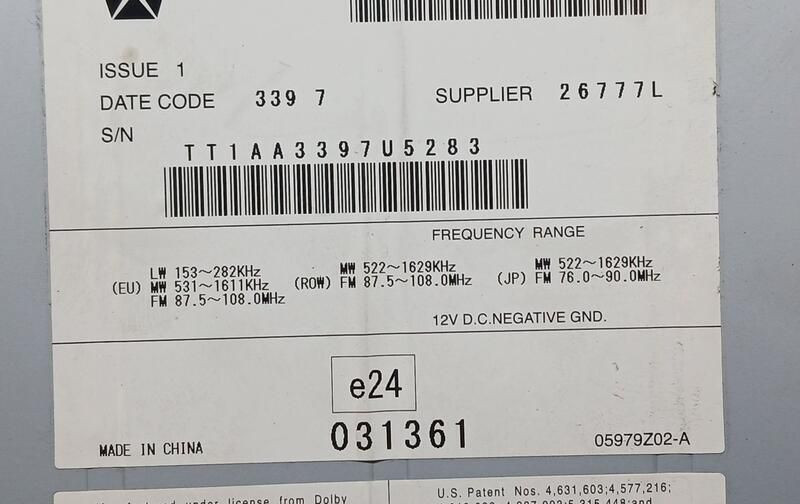 ISSUE 1
DATE CODE 339 7 SUPPLIER 26777L
S/N
TT1AA3397U5283
FREQUENCY RANGE
(EU) LW 153~282KHz
MW 531~1611KHz
FM 87.5~108.0MHz
(ROW) MW 522~1629KHz
FM 87.5~108.0MHz
(JP) MW 522~1629KHz
FM 76.0~90.0MHz
12V D.C.NEGATIVE GND.
e24
031361
MADE IN CHINA 05979Z02-A
under license from Dolby
U.S. Patent Nos. 4,631,603;4,577,216;